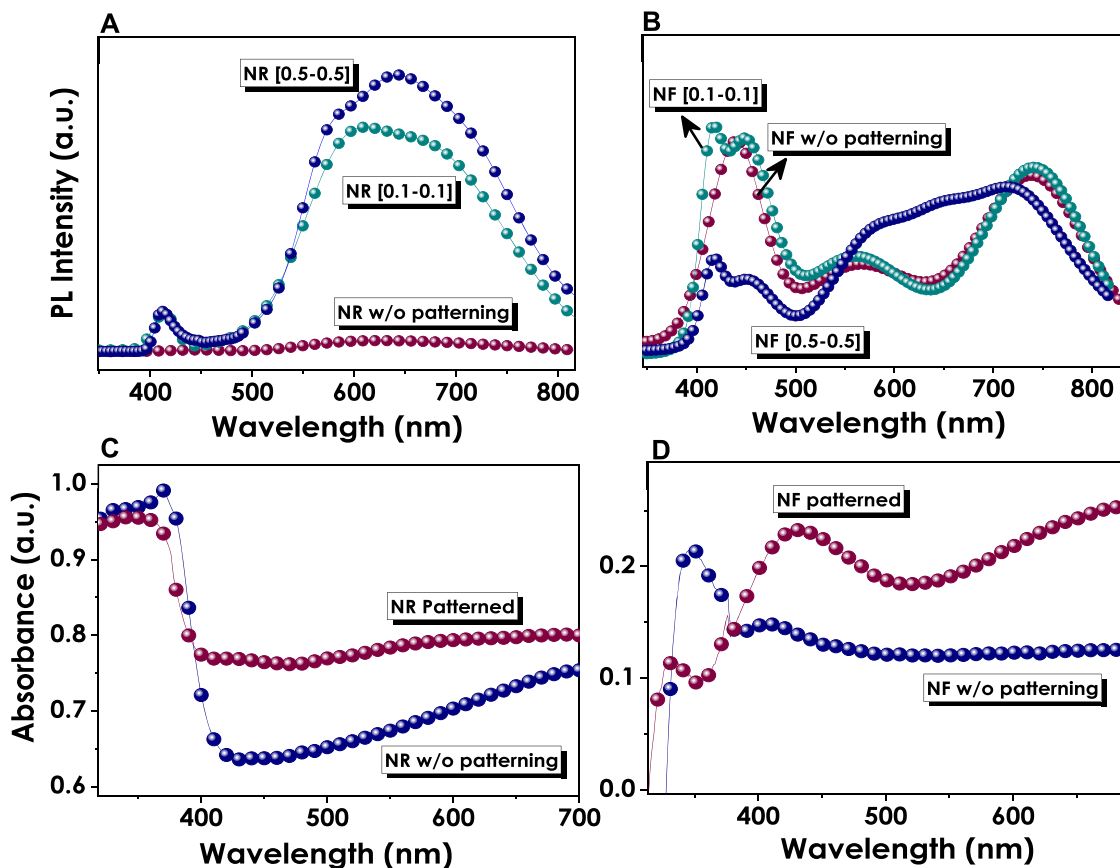 A
B
PL Intensity (a.u.)
NR [0.5-0.5]
NR [0.1-0.1]
NR w/o patterning
400 500 600 700 800
Wavelength (nm)
NF [0.1-0.1]
NF w/o patterning
NF [0.5-0.5]
400 500 600 700 800
Wavelength (nm)
C
D
Absorbance (a.u.)
1.0
0.9
0.8
0.7
0.6
NR Patterned
NR w/o patterning
400 500 600 700
Wavelength (nm)
0.2
0.1
0.0
NF patterned
NF w/o patterning
400 500 600
Wavelength (nm)